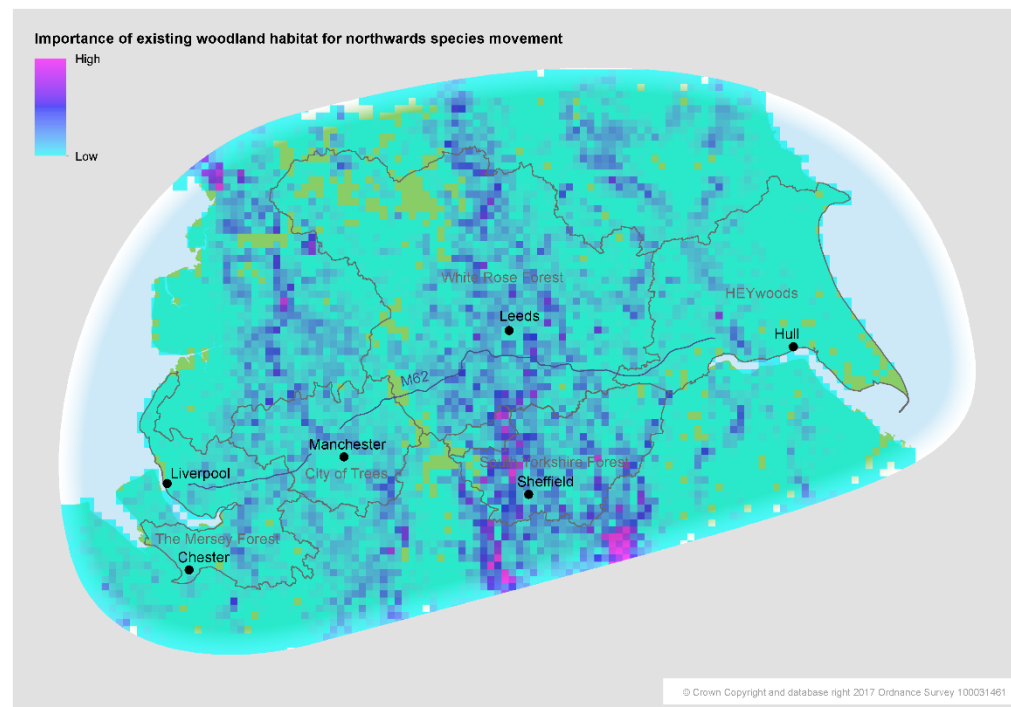 Importance of existing woodland habitat for northwards species movement
High
Low
White Rose Forest
HEYwoods
Leeds
Hull
M62
Manchester
City of Trees
South Yorkshire Forest
Liverpool
Sheffield
The Mersey Forest
Chester
© Crown Copyright and database right 2017 Ordnance Survey 100031461